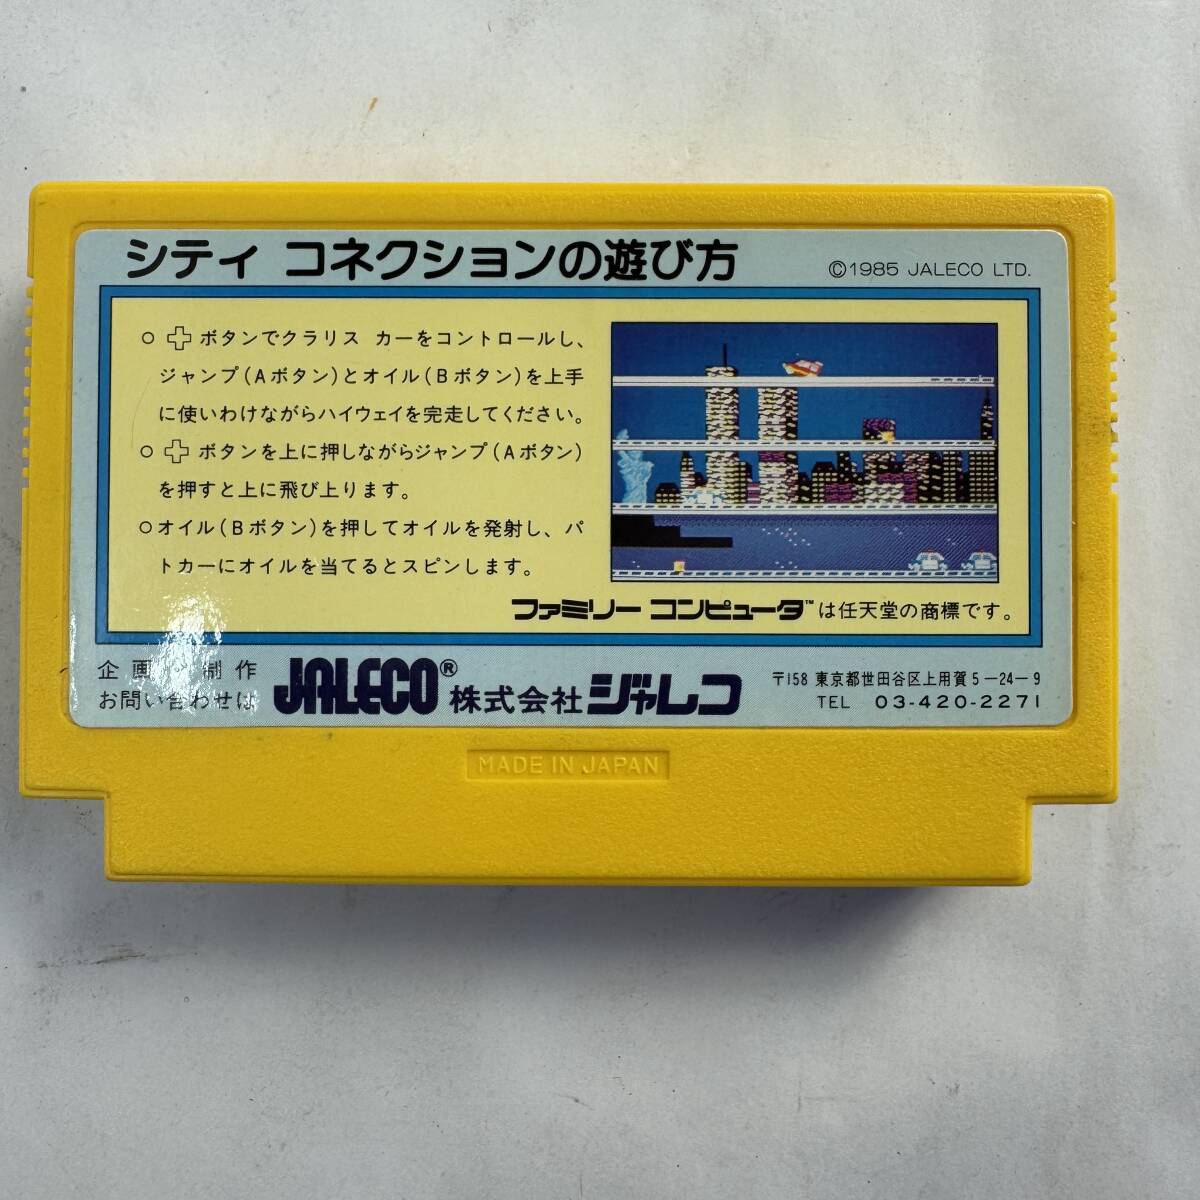 シティ コネクションの遊び方
©1985 JALECO LTD.
○ ボタンでクラリス カーをコントロールし、
ジャンプ(Aボタン)とオイル(Bボタン)を上手
に使いわけながらハイウェイを完走してください。
○ ボタンを上に押しながらジャンプ(Aボタン)
を押すと上に飛び上ります。
○オイル(Bボタン)を押してオイルを発射し、パ
トカーにオイルを当てるとスピンします。
ファミリー コンピュータ™は任天堂の商標です。
企画・制作
お問い合わせは
JALECO® 株式会社ジャレコ
〒158 東京都世田谷区上用賀5-24-9
TEL 03-420-2271
MADE IN JAPAN